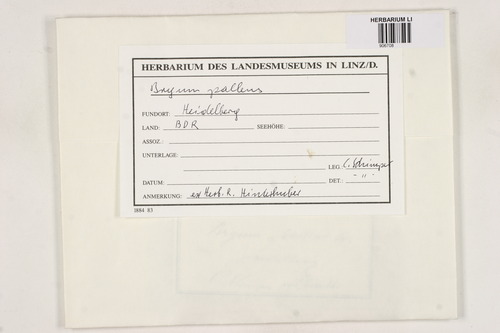 HERBARIUM LI
HERBARIUM DES LANDESMUSEUMS IN LINZ/D.
Bryum pallens
FUNDORT: Heidelberg
LAND: BDR SEEHÖHE:
ASSOZ.:
UNTERLAGE:
LEG. C. Schimper
DATUM: DET.: - " -
ANMERKUNG: ex Herb. R. Hinterhuber
1884 83